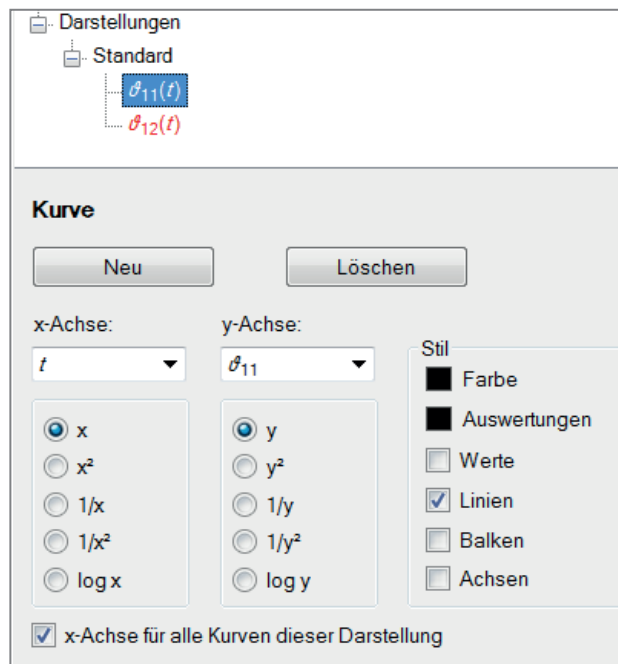 Darstellungen
Standard
ϑ11(t)
ϑ12(t)
Kurve
Neu
Löschen
x-Achse:
y-Achse:
t
ϑ11
x
x²
1/x
1/x²
log x
y
y²
1/y
1/y²
log y
Stil
Farbe
Auswertungen
Werte
Linien
Balken
Achsen
x-Achse für alle Kurven dieser Darstellung